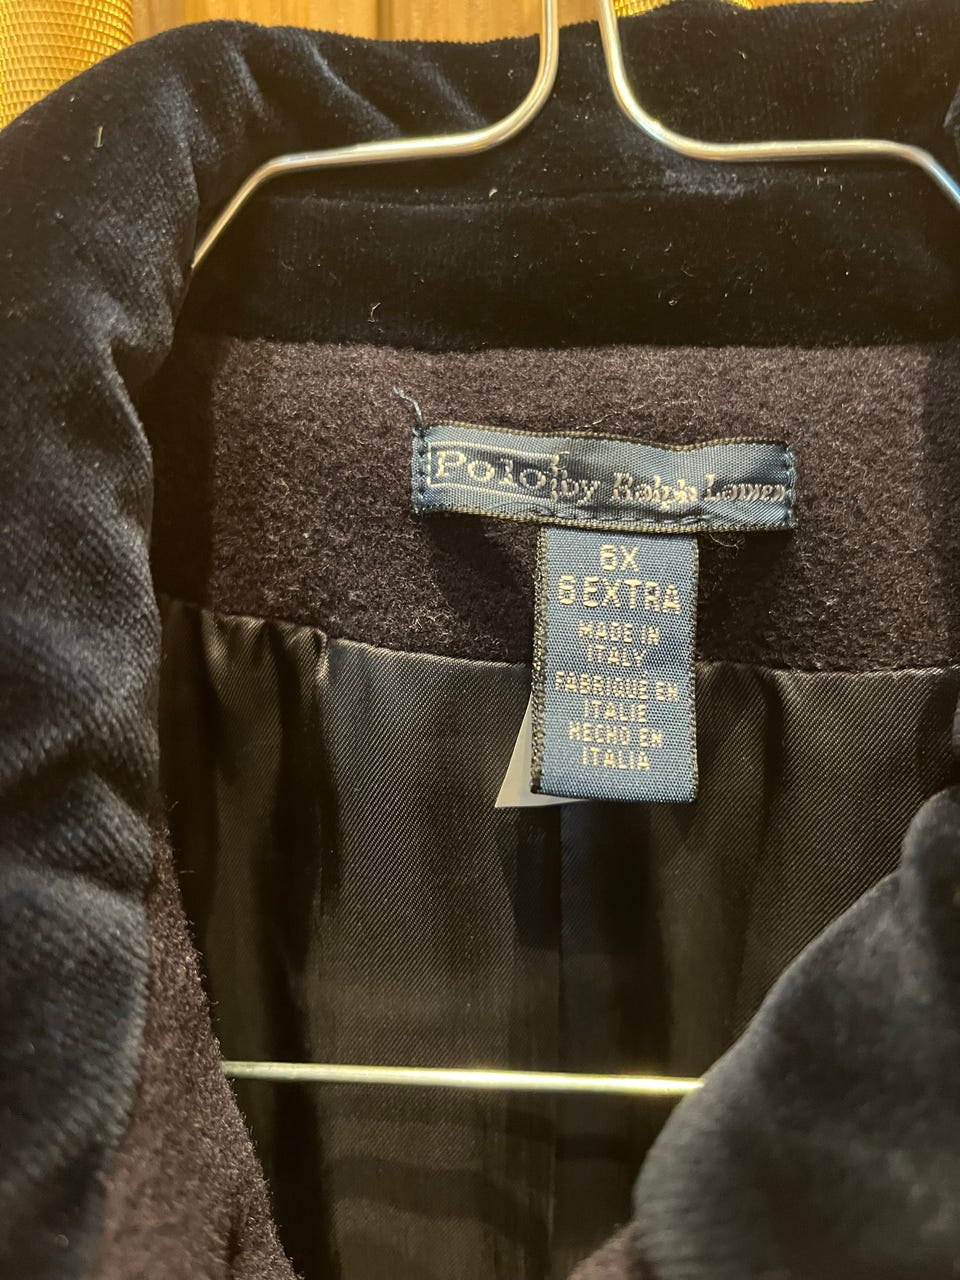 Polo by Ralph Lauren
6X
6 EXTRA
MADE IN
ITALY
FABRIQUE EN
ITALIE
HECHO EN
ITALIA